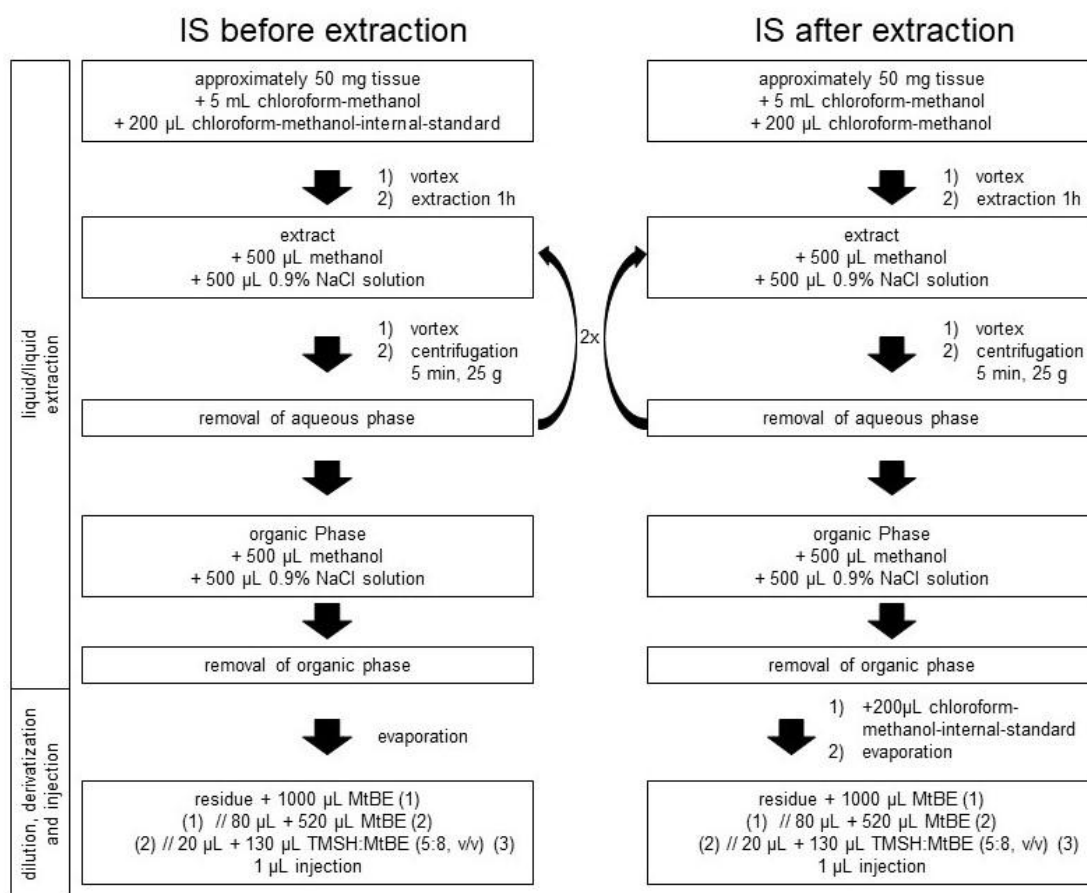 IS before extraction
approximately 50 mg tissue
+ 5 mL chloroform-methanol
+ 200 µL chloroform-methanol-internal-standard
1) vortex
2) extraction 1h
extract
+ 500 µL methanol
+ 500 µL 0.9% NaCl solution
1) vortex
2) centrifugation
5 min, 25 g
removal of aqueous phase
organic Phase
+ 500 µL methanol
+ 500 µL 0.9% NaCl solution
removal of organic phase
evaporation
residue + 1000 µL MtBE (1)
(1) // 80 µL + 520 µL MtBE (2)
(2) // 20 µL + 130 µL TMSH:MtBE (5:8, v/v) (3)
1 µL injection
2x
IS after extraction
approximately 50 mg tissue
+ 5 mL chloroform-methanol
+ 200 µL chloroform-methanol
1) vortex
2) extraction 1h
extract
+ 500 µL methanol
+ 500 µL 0.9% NaCl solution
1) vortex
2) centrifugation
5 min, 25 g
removal of aqueous phase
organic Phase
+ 500 µL methanol
+ 500 µL 0.9% NaCl solution
removal of organic phase
1) +200µL chloroform-
methanol-internal-standard
2) evaporation
residue + 1000 µL MtBE (1)
(1) // 80 µL + 520 µL MtBE (2)
(2) // 20 µL + 130 µL TMSH:MtBE (5:8, v/v) (3)
1 µL injection
liquid/liquid
extraction
dilution, derivatization
and injection